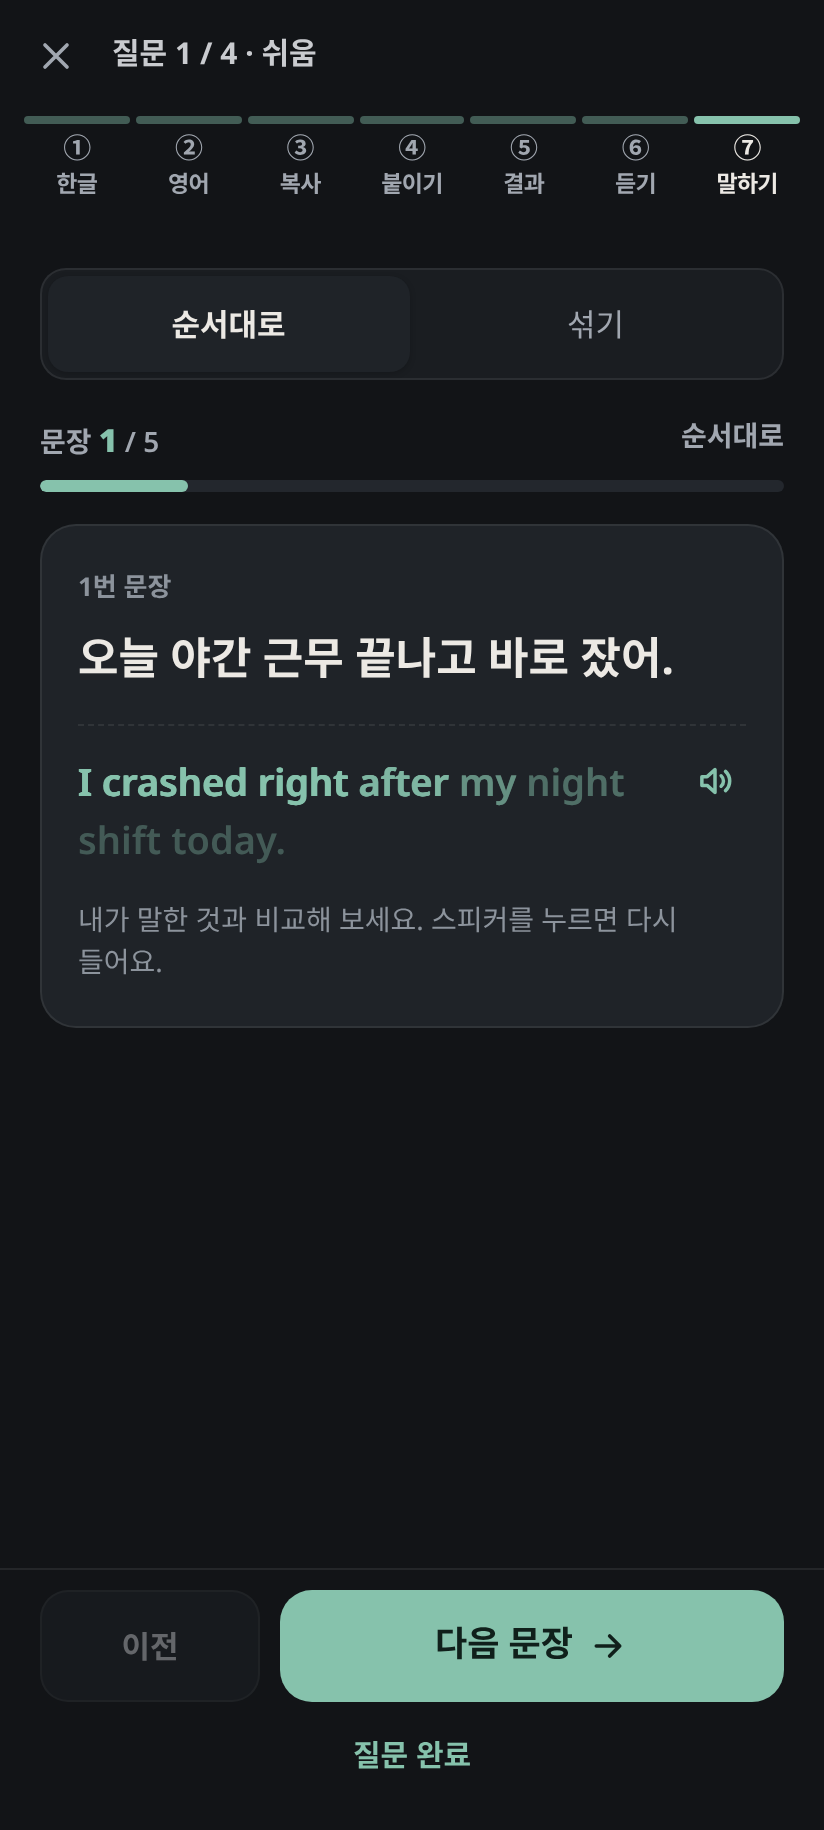 질문 1 / 4 · 쉬움
① ② ③ ④ ⑤ ⑥ ⑦
한글 영어 복사 붙이기 결과 듣기 말하기
순서대로 섞기
문장 1 / 5 순서대로
1번 문장
오늘 야간 근무 끝나고 바로 잤어.
I crashed right after my night
shift today.
내가 말한 것과 비교해 보세요. 스피커를 누르면 다시
들어요.
이전 다음 문장 →
질문 완료